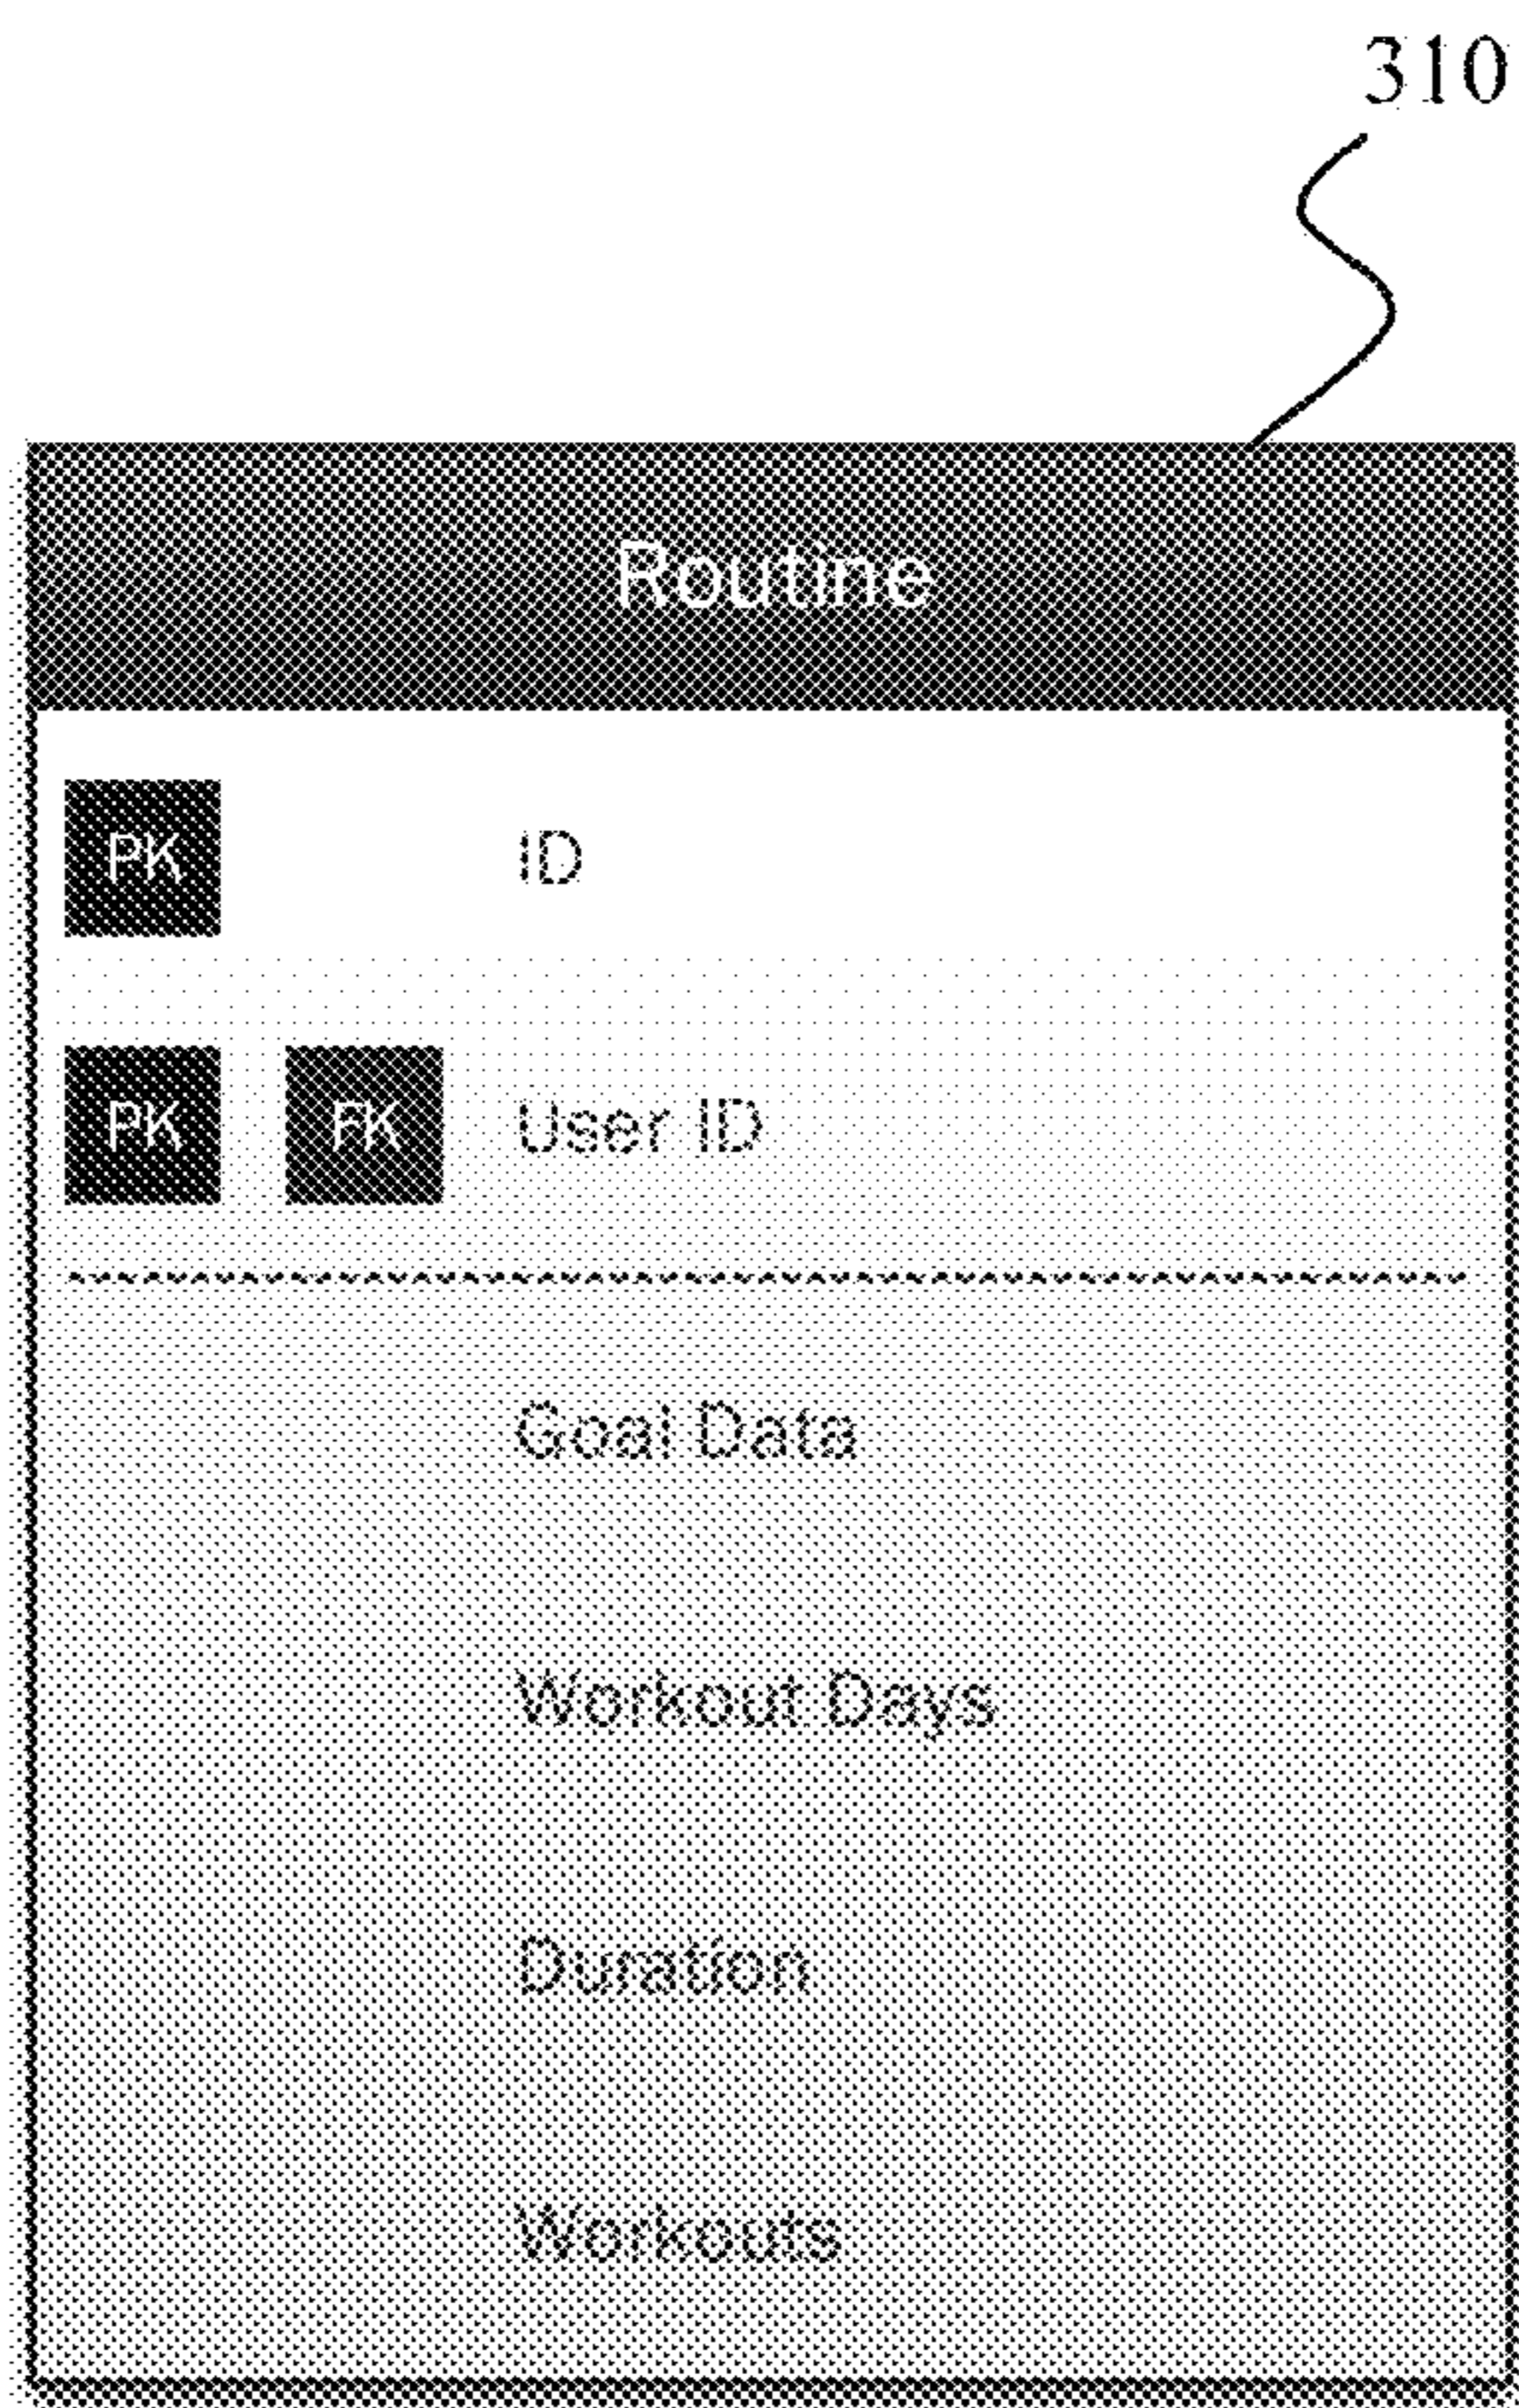 310
Routine
PK ID
PK FK User ID
Goal Data
Workout Days
Duration
Workouts